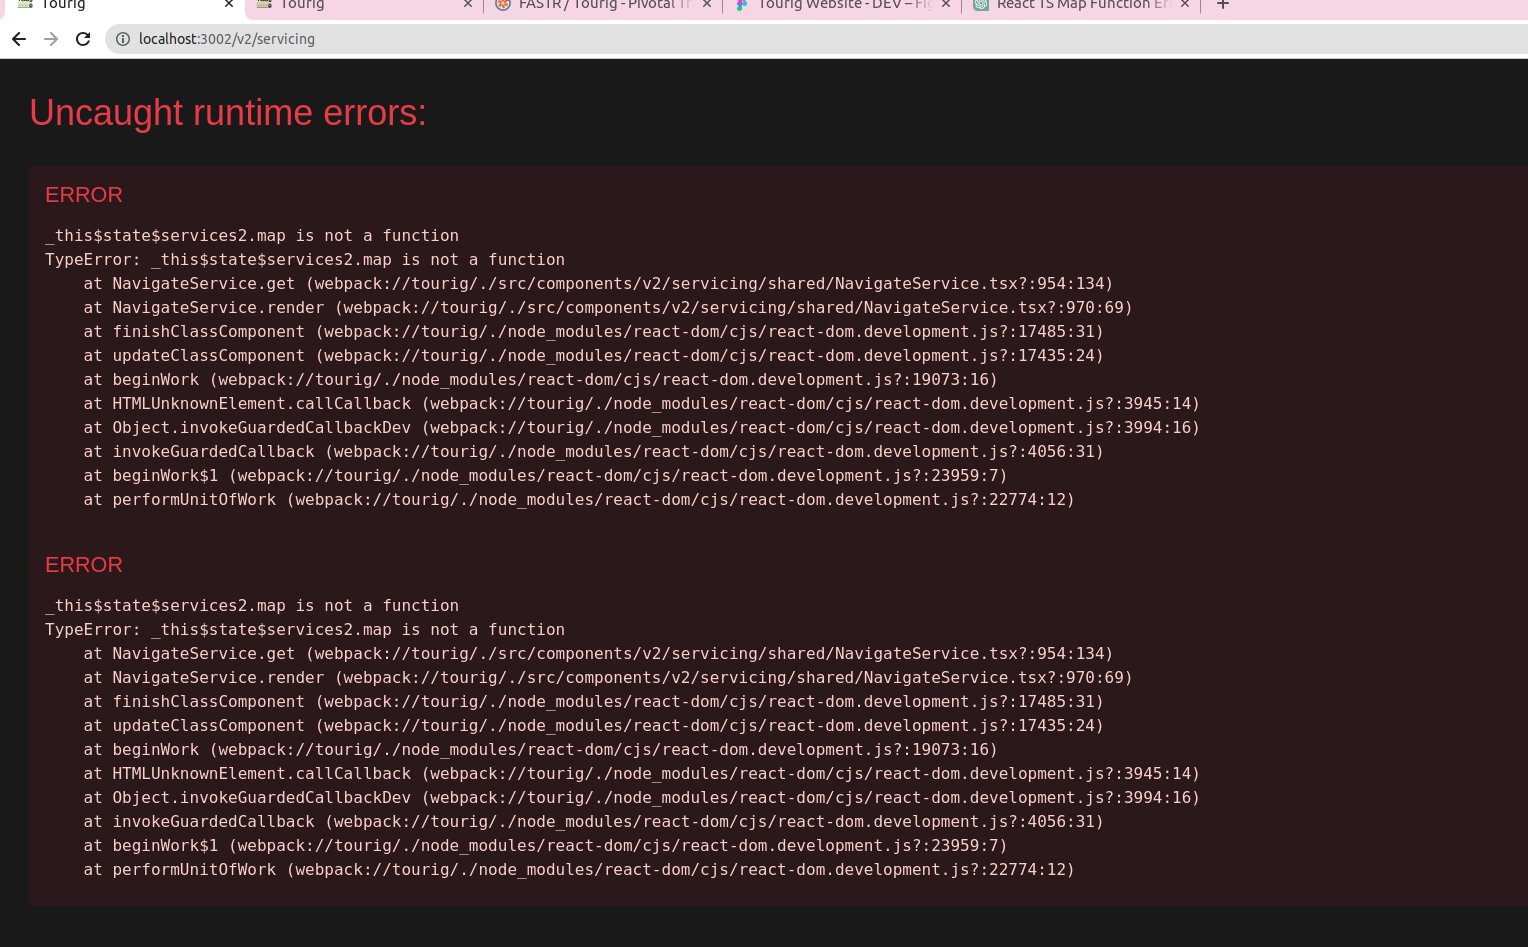 Tourig
Tourig
FASTR / Tourig - Pivotal Tr
Tourig Website - DEV – Fig
React TS Map Function Er
localhost:3002/v2/servicing
Uncaught runtime errors:
ERROR
_this$state$services2.map is not a function
TypeError: _this$state$services2.map is not a function
at NavigateService.get (webpack://tourig/./src/components/v2/servicing/shared/NavigateService.tsx?:954:134)
at NavigateService.render (webpack://tourig/./src/components/v2/servicing/shared/NavigateService.tsx?:970:69)
at finishClassComponent (webpack://tourig/./node_modules/react-dom/cjs/react-dom.development.js?:17485:31)
at updateClassComponent (webpack://tourig/./node_modules/react-dom/cjs/react-dom.development.js?:17435:24)
at beginWork (webpack://tourig/./node_modules/react-dom/cjs/react-dom.development.js?:19073:16)
at HTMLUnknownElement.callCallback (webpack://tourig/./node_modules/react-dom/cjs/react-dom.development.js?:3945:14)
at Object.invokeGuardedCallbackDev (webpack://tourig/./node_modules/react-dom/cjs/react-dom.development.js?:3994:16)
at invokeGuardedCallback (webpack://tourig/./node_modules/react-dom/cjs/react-dom.development.js?:4056:31)
at beginWork$1 (webpack://tourig/./node_modules/react-dom/cjs/react-dom.development.js?:23959:7)
at performUnitOfWork (webpack://tourig/./node_modules/react-dom/cjs/react-dom.development.js?:22774:12)
ERROR
_this$state$services2.map is not a function
TypeError: _this$state$services2.map is not a function
at NavigateService.get (webpack://tourig/./src/components/v2/servicing/shared/NavigateService.tsx?:954:134)
at NavigateService.render (webpack://tourig/./src/components/v2/servicing/shared/NavigateService.tsx?:970:69)
at finishClassComponent (webpack://tourig/./node_modules/react-dom/cjs/react-dom.development.js?:17485:31)
at updateClassComponent (webpack://tourig/./node_modules/react-dom/cjs/react-dom.development.js?:17435:24)
at beginWork (webpack://tourig/./node_modules/react-dom/cjs/react-dom.development.js?:19073:16)
at HTMLUnknownElement.callCallback (webpack://tourig/./node_modules/react-dom/cjs/react-dom.development.js?:3945:14)
at Object.invokeGuardedCallbackDev (webpack://tourig/./node_modules/react-dom/cjs/react-dom.development.js?:3994:16)
at invokeGuardedCallback (webpack://tourig/./node_modules/react-dom/cjs/react-dom.development.js?:4056:31)
at beginWork$1 (webpack://tourig/./node_modules/react-dom/cjs/react-dom.development.js?:23959:7)
at performUnitOfWork (webpack://tourig/./node_modules/react-dom/cjs/react-dom.development.js?:22774:12)